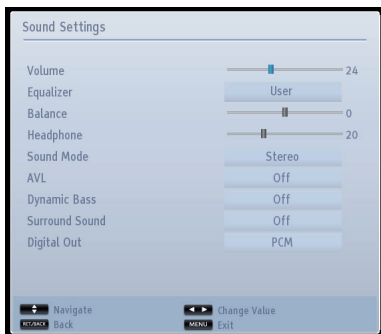 Sound Settings
Volume 24
Equalizer User
Balance 0
Headphone 20
Sound Mode Stereo
AVL Off
Dynamic Bass Off
Surround Sound Off
Digital Out PCM
Navigate Change Value
RET/BACK Back MENU Exit